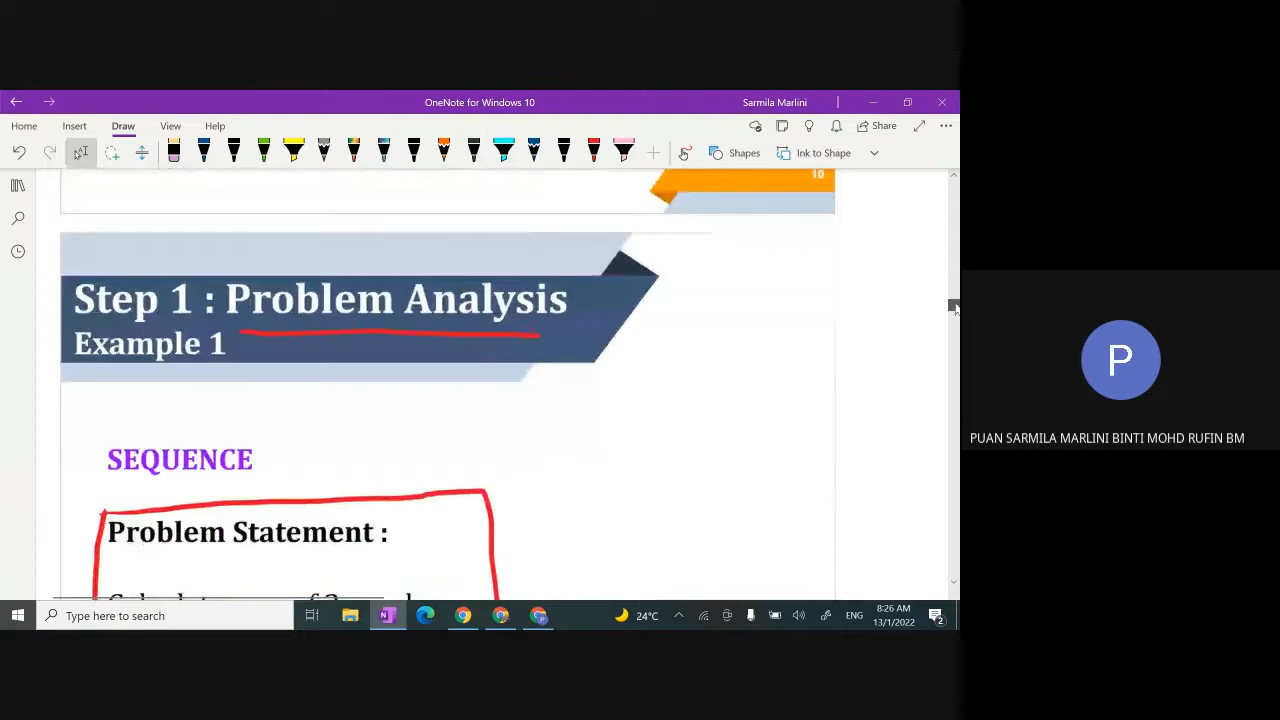 OneNote for Windows 10
Sarmila Marlini
Home Insert Draw View Help
Share
Shapes
Ink to Shape
10
Step 1 : Problem Analysis
Example 1
SEQUENCE
Problem Statement :
P
PUAN SARMILA MARLINI BINTI MOHD RUFIN BM
Type here to search
24°C
ENG
8:26 AM
13/1/2022
2